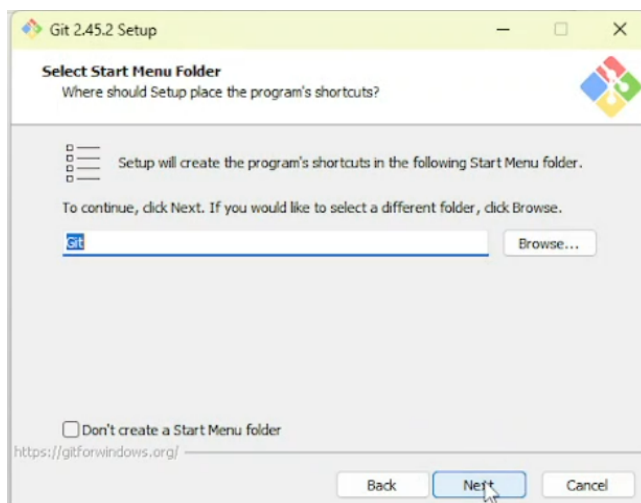 Git 2.45.2 Setup
Select Start Menu Folder
Where should Setup place the program's shortcuts?
Setup will create the program's shortcuts in the following Start Menu folder.
To continue, click Next. If you would like to select a different folder, click Browse.
Git
Browse...
Don't create a Start Menu folder
https://gitforwindows.org/
Back
Next
Cancel